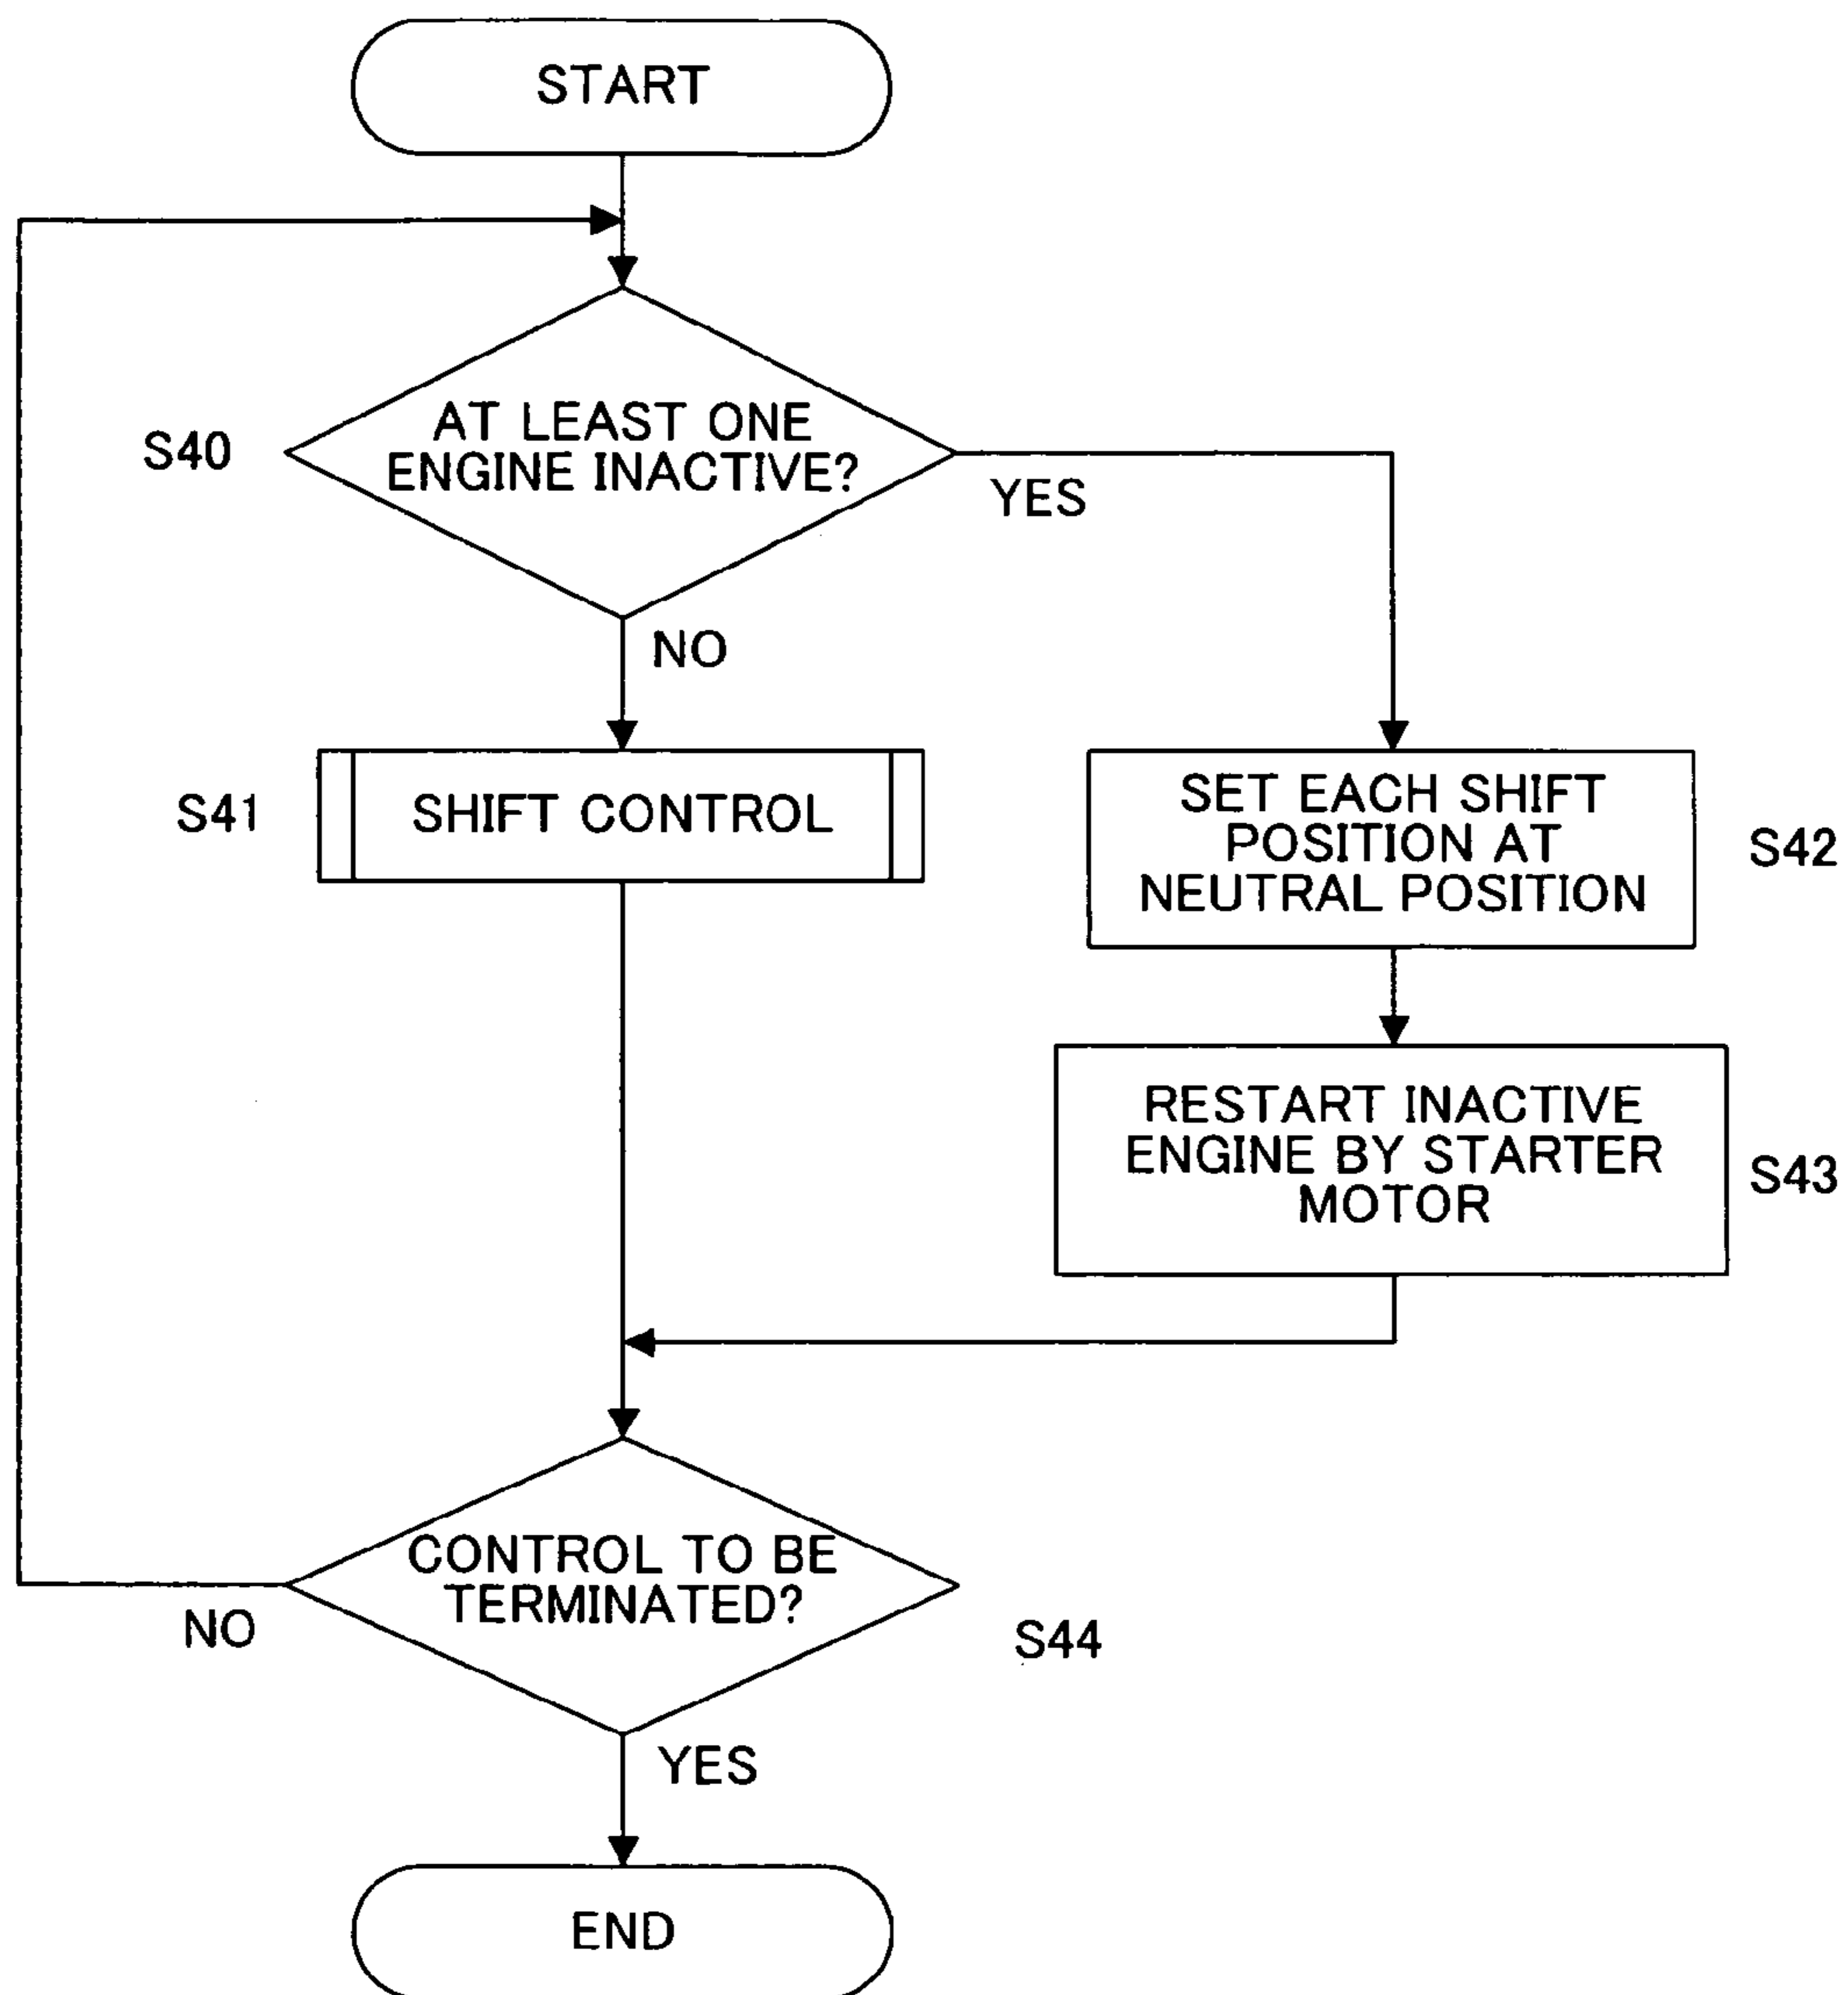 START
AT LEAST ONE
ENGINE INACTIVE?
S40
YES
NO
S41
SHIFT CONTROL
SET EACH SHIFT
POSITION AT
NEUTRAL POSITION
S42
RESTART INACTIVE
ENGINE BY STARTER
MOTOR
S43
CONTROL TO BE
TERMINATED?
NO
S44
YES
END